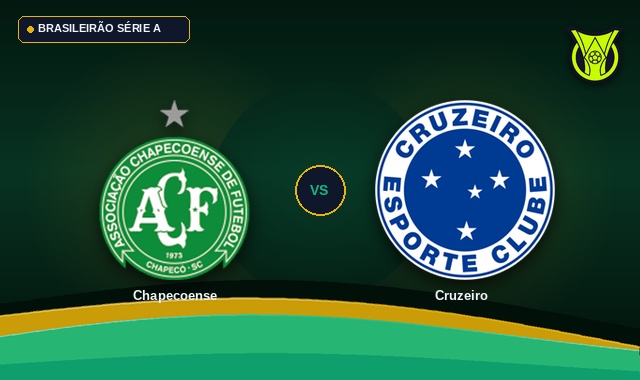 BRASILEIRÃO SÉRIE A
ASSOCIAÇÃO CHAPECOENSE DE FUTEBOL
ACF
1973
CHAPECÓ - SC
VS
CRUZEIRO
ESPORTE CLUBE
Chapecoense
Cruzeiro